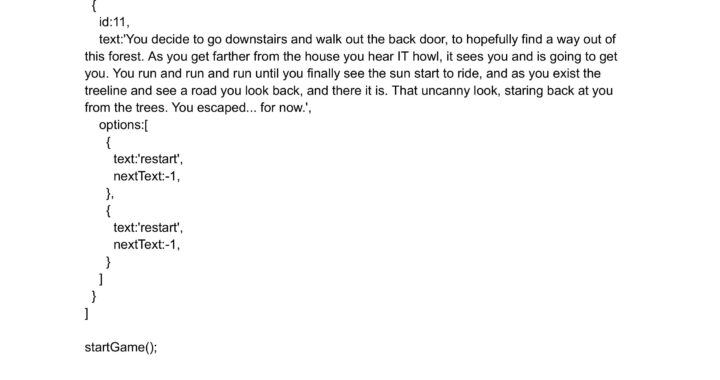 {
id:11,
text:'You decide to go downstairs and walk out the back door, to hopefully find a way out of
this forest. As you get farther from the house you hear IT howl, it sees you and is going to get
you. You run and run and run until you finally see the sun start to ride, and as you exist the
treeline and see a road you look back, and there it is. That uncanny look, staring back at you
from the trees. You escaped... for now.',
options:[
{
text:'restart',
nextText:-1,
},
{
text:'restart',
nextText:-1,
}
]
}
]
startGame();